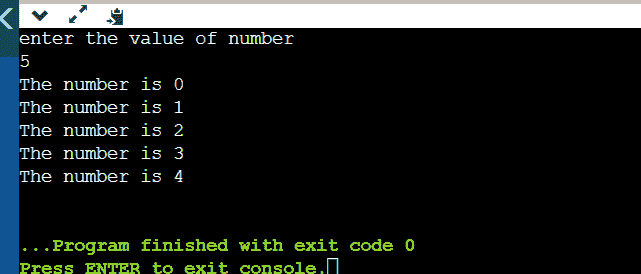 enter the value of number
5
The number is 0
The number is 1
The number is 2
The number is 3
The number is 4
...Program finished with exit code 0
Press ENTER to exit console.